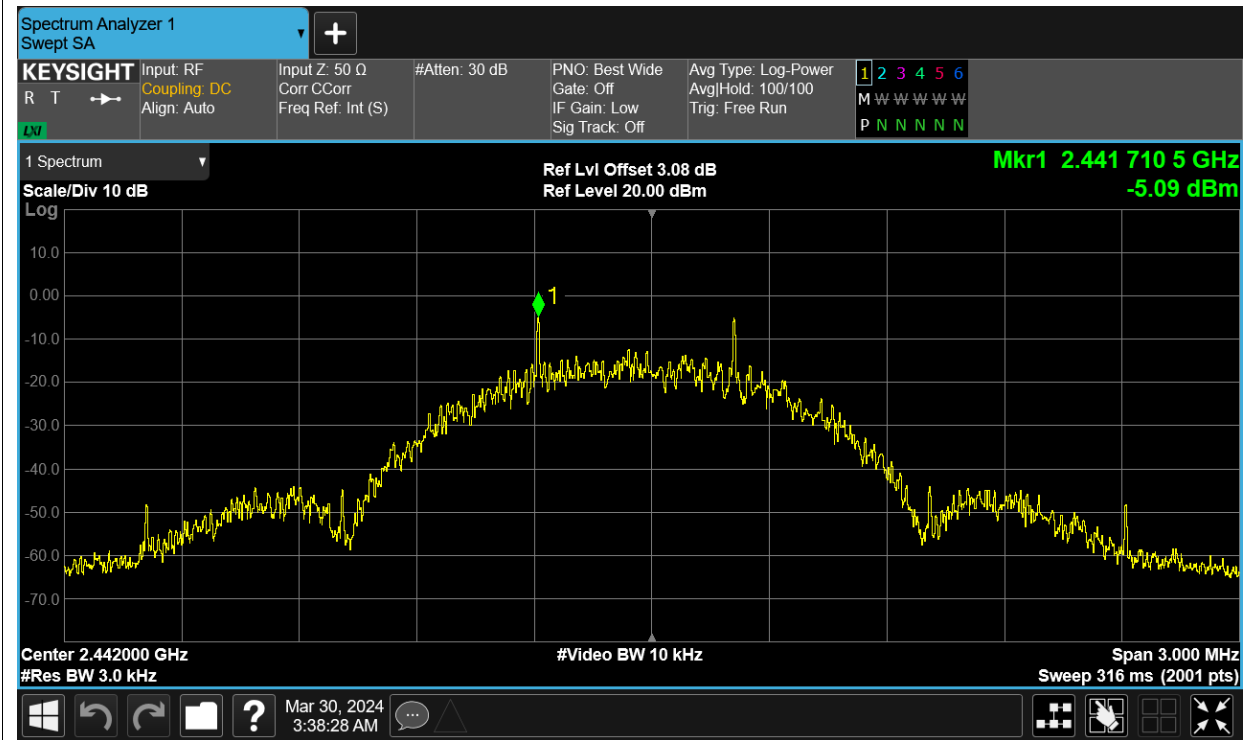 Spectrum Analyzer 1
Swept SA
+
KEYSIGHT
R T
LXI
Input: RF
Coupling: DC
Align: Auto
Input Z: 50 Ω
Corr CCorr
Freq Ref: Int (S)
#Atten: 30 dB
PNO: Best Wide
Gate: Off
IF Gain: Low
Sig Track: Off
Avg Type: Log-Power
Avg|Hold: 100/100
Trig: Free Run
1 2 3 4 5 6
M W W W W W
P N N N N N
1 Spectrum
Scale/Div 10 dB
Log
Ref Lvl Offset 3.08 dB
Ref Level 20.00 dBm
Mkr1 2.441 710 5 GHz
-5.09 dBm
10.0
0.00
1
-10.0
-20.0
-30.0
-40.0
-50.0
-60.0
-70.0
Center 2.442000 GHz
#Video BW 10 kHz
Span 3.000 MHz
#Res BW 3.0 kHz
Sweep 316 ms (2001 pts)
?
Mar 30, 2024
3:38:28 AM